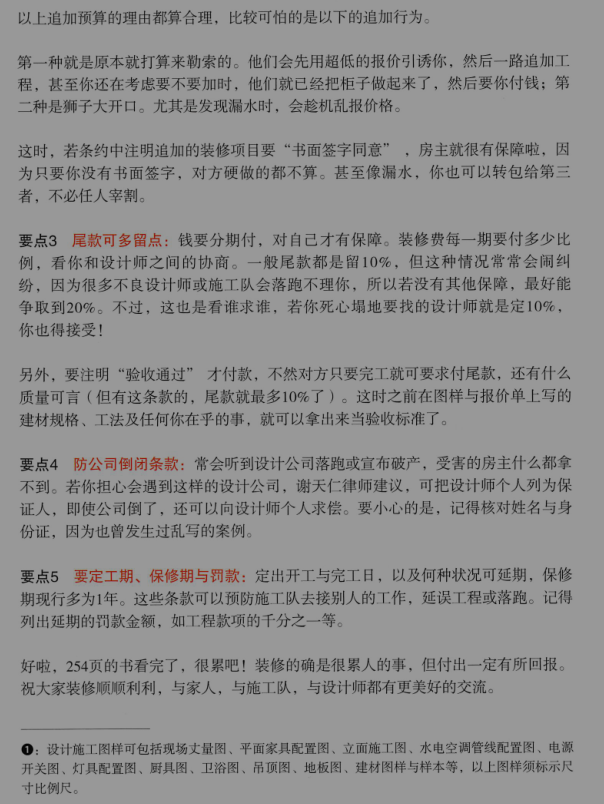 以上追加预算的理由都算合理，比较可怕的是以下的追加行为。
第一种就是原本就打算来勒索的。他们会先用超低的报价引诱你，然后一路追加工
程，甚至你还在考虑要不要加时，他们就已经把柜子做起来了，然后要你付钱；第
二种是狮子大开口。尤其是发现漏水时，会趁机乱报价格。
这时，若条约中注明追加的装修项目要“书面签字同意”，房主就很有保障啦，因
为只要你没有书面签字，对方硬做的都不算。甚至像漏水，你也可以转包给第三
者，不必任人宰割。
要点3 尾款可多留点：钱要分期付，对自己才有保障。装修费每一期要付多少比
例，看你和设计师之间的协商。一般尾款都是留10%，但这种情况常常会闹纠
纷，因为很多不良设计师或施工队会落跑不理你，所以若没有其他保障，最好能
争取到20%。不过，这也是看谁求谁，若你死心塌地要找的设计师就是定10%，
你也得接受！
另外，要注明“验收通过”才付款，不然对方只要完工就可要求付尾款，还有什么
质量可言（但有这条款的，尾款就最多10%了）。这时之前在图样与报价单上写的
建材规格、工法及任何你在乎的事，就可以拿出来当验收标准了。
要点4 防公司倒闭条款：常会听到设计公司落跑或宣布破产，受害的房主什么都拿
不到。若你担心会遇到这样的设计公司，谢天仁律师建议，可把设计师个人列为保
证人，即使公司倒了，还可以向设计师个人求偿。要小心的是，记得核对姓名与身
份证，因为也曾发生过乱写的案例。
要点5 要定工期、保修期与罚款：定出开工与完工日，以及何种状况可延期，保修
期现行多为1年。这些条款可以预防施工队去接别人的工作，延误工程或落跑。记得
列出延期的罚款金额，如工程款项的千分之一等。
好啦，254页的书看完了，很累吧！装修的确是很累人的事，但付出一定有所回报。
祝大家装修顺顺利利，与家人，与施工队，与设计师都有更美好的交流。
❶：设计施工图样可包括现场丈量图、平面家具配置图、立面施工图、水电空调管线配置图、电源
开关图、灯具配置图、厨具图、卫浴图、吊顶图、地板图、建材图样与样本等，以上图样须标示尺
寸比例尺。